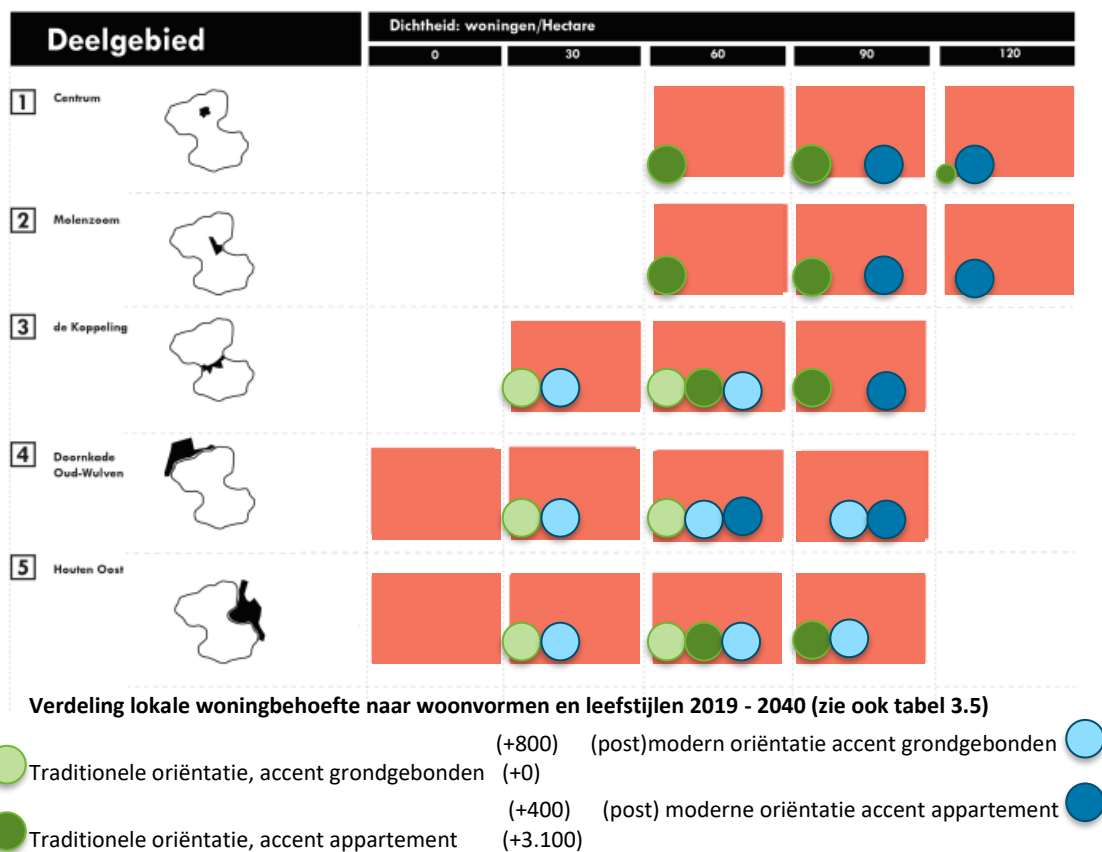 Deelgebied
Dichtheid: woningen/Hectare
0 30 60 90 120
1 Centrum
2 Molenzoom
3 de Koppeling
4 Doornkade
Oud-Wulven
5 Houten Oost
Verdeling lokale woningbehoefte naar woonvormen en leefstijlen 2019 - 2040 (zie ook tabel 3.5)
(+800) (post)modern oriëntatie accent grondgebonden
Traditionele oriëntatie, accent grondgebonden (+0)
(+400) (post) moderne oriëntatie accent appartement
Traditionele oriëntatie, accent appartement (+3.100)